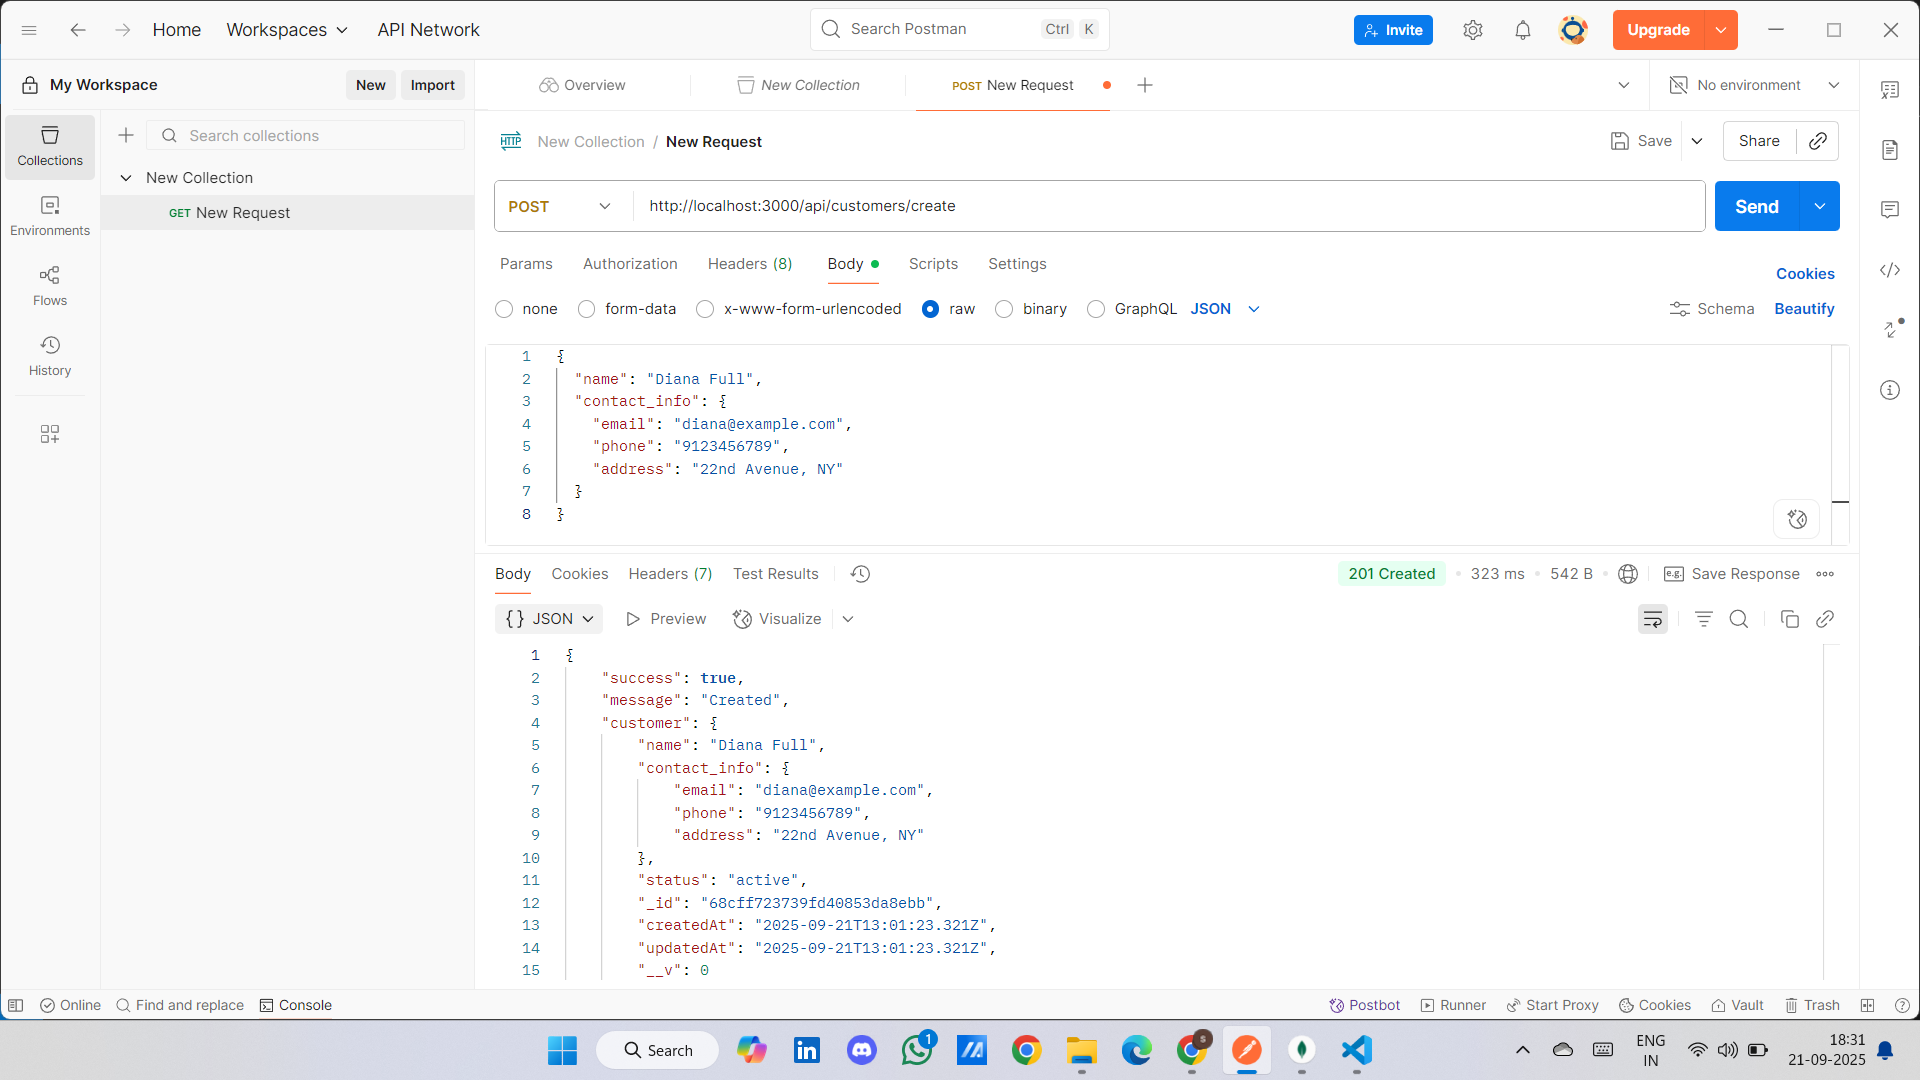 Home
Workspaces
API Network
Search Postman
Ctrl K
Invite
Upgrade
My Workspace
New
Import
Overview
New Collection
POST New Request
No environment
Collections
Search collections
New Collection
GET New Request
Environments
Flows
History
HTTP
New Collection / New Request
Save
Share
POST
http://localhost:3000/api/customers/create
Send
Params
Authorization
Headers (8)
Body
Scripts
Settings
Cookies
none
form-data
x-www-form-urlencoded
raw
binary
GraphQL
JSON
Schema
Beautify
1 {
2 "name": "Diana Full",
3 "contact_info": {
4 "email": "diana@example.com",
5 "phone": "9123456789",
6 "address": "22nd Avenue, NY"
7 }
8 }
Body
Cookies
Headers (7)
Test Results
201 Created
323 ms
542 B
e.g. Save Response
{} JSON
Preview
Visualize
1 {
2 "success": true,
3 "message": "Created",
4 "customer": {
5 "name": "Diana Full",
6 "contact_info": {
7 "email": "diana@example.com",
8 "phone": "9123456789",
9 "address": "22nd Avenue, NY"
10 },
11 "status": "active",
12 "_id": "68cff723739fd40853da8ebb",
13 "createdAt": "2025-09-21T13:01:23.321Z",
14 "updatedAt": "2025-09-21T13:01:23.321Z",
15 "__v": 0
Online
Find and replace
Console
Postbot
Runner
Start Proxy
Cookies
Vault
Trash
Search
1
S
ENG
IN
18:31
21-09-2025